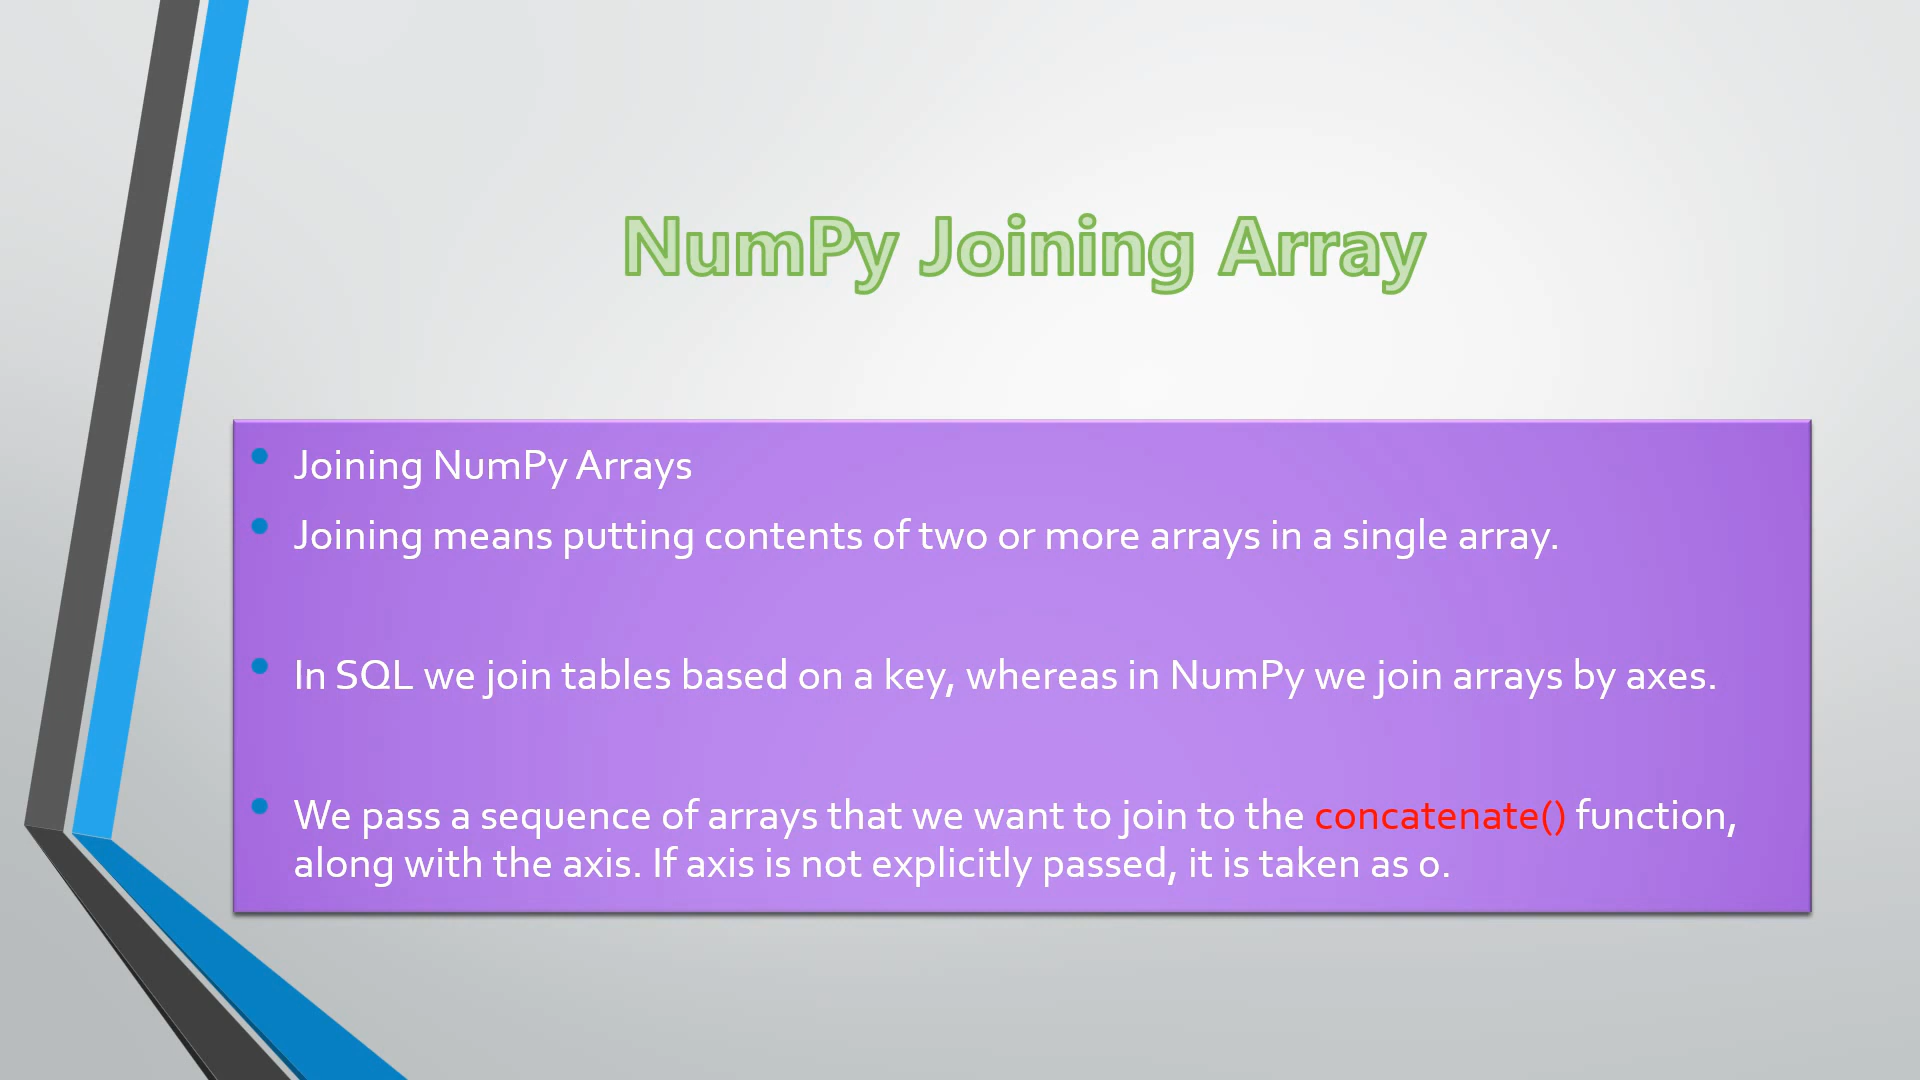 NumPy Joining Array
• Joining NumPy Arrays
• Joining means putting contents of two or more arrays in a single array.
• In SQL we join tables based on a key, whereas in NumPy we join arrays by axes.
• We pass a sequence of arrays that we want to join to the concatenate() function,
along with the axis. If axis is not explicitly passed, it is taken as 0.